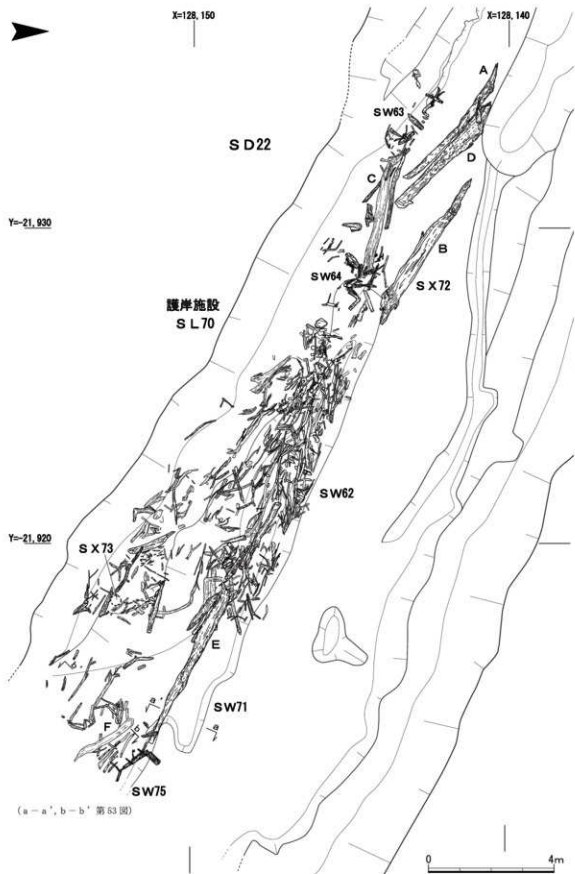 X=128,150
X=128,140
A
SW63
SD22
D
C
Y=-21,930
B
SW64
SX72
護岸施設
SL70
SW62
Y=-21,920
SX73
E
SW71
a
a'
F
b
SW75
(a－a', b－b' 第53図)
0 4m